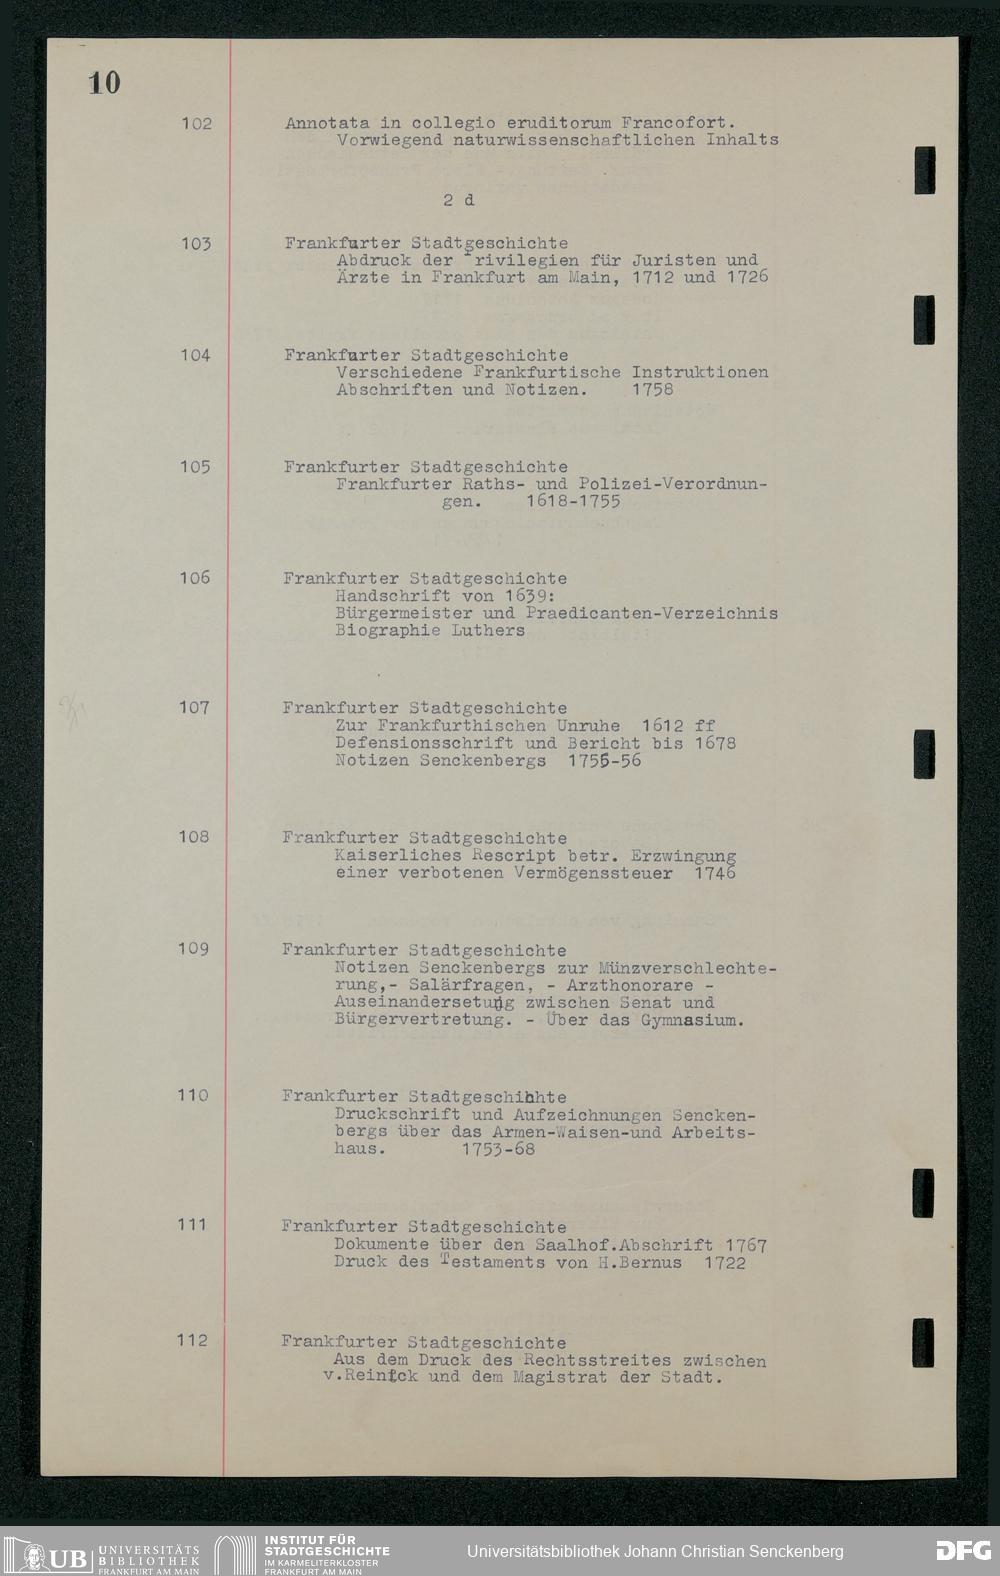 10
102 Annotata in collegio eruditorum Francofort.
Vorwiegend naturwissenschaftlichen Inhalts
2 d
103 Frankfurter Stadtgeschichte
Abdruck der Privilegien für Juristen und
Ärzte in Frankfurt am Main, 1712 und 1726
104 Frankfurter Stadtgeschichte
Verschiedene Frankfurtische Instruktionen
Abschriften und Notizen. 1758
105 Frankfurter Stadtgeschichte
Frankfurter Raths- und Polizei-Verordnun-
gen. 1618-1755
106 Frankfurter Stadtgeschichte
Handschrift von 1639:
Bürgermeister und Praedicanten-Verzeichnis
Biographie Luthers
107 Frankfurter Stadtgeschichte
Zur Frankfurthischen Unruhe 1612 ff
Defensionsschrift und Bericht bis 1678
Notizen Senckenbergs 1755-56
108 Frankfurter Stadtgeschichte
Kaiserliches Rescript betr. Erzwingung
einer verbotenen Vermögenssteuer 1746
109 Frankfurter Stadtgeschichte
Notizen Senckenbergs zur Münzverschlechte-
rung,- Salärfragen, - Arzthonorare -
Auseinandersetung zwischen Senat und
Bürgervertretung. - Über das Gymnasium.
110 Frankfurter Stadtgeschihhte
Druckschrift und Aufzeichnungen Sencken-
bergs über das Armen-Waisen-und Arbeits-
haus. 1753-68
111 Frankfurter Stadtgeschichte
Dokumente über den Saalhof.Abschrift 1767
Druck des Testaments von H.Bernus 1722
112 Frankfurter Stadtgeschichte
Aus dem Druck des Rechtsstreites zwischen
v.Reinick und dem Magistrat der Stadt.
UB UNIVERSITÄTS
BIBLIOTHEK
FRANKFURT AM MAIN
INSTITUT FÜR
STADTGESCHICHTE
IM KARMELITERKLOSTER
FRANKFURT AM MAIN
Universitätsbibliothek Johann Christian Senckenberg
DFG